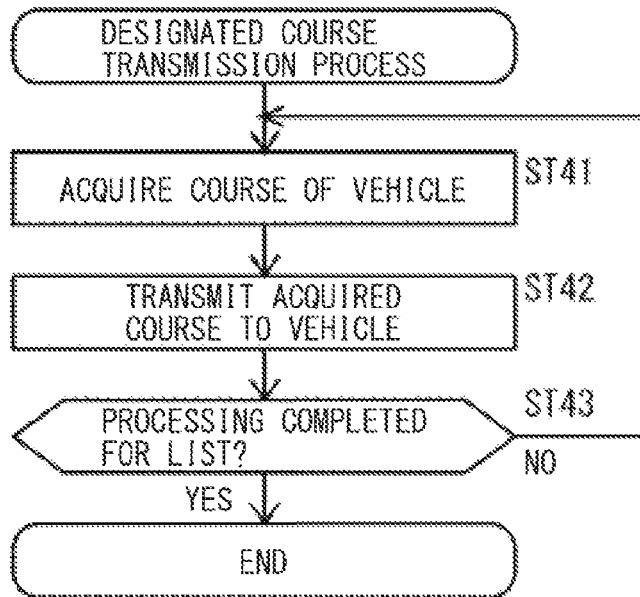 DESIGNATED COURSE
TRANSMISSION PROCESS
ACQUIRE COURSE OF VEHICLE
ST41
TRANSMIT ACQUIRED
COURSE TO VEHICLE
ST42
PROCESSING COMPLETED
FOR LIST?
ST43
NO
YES
END